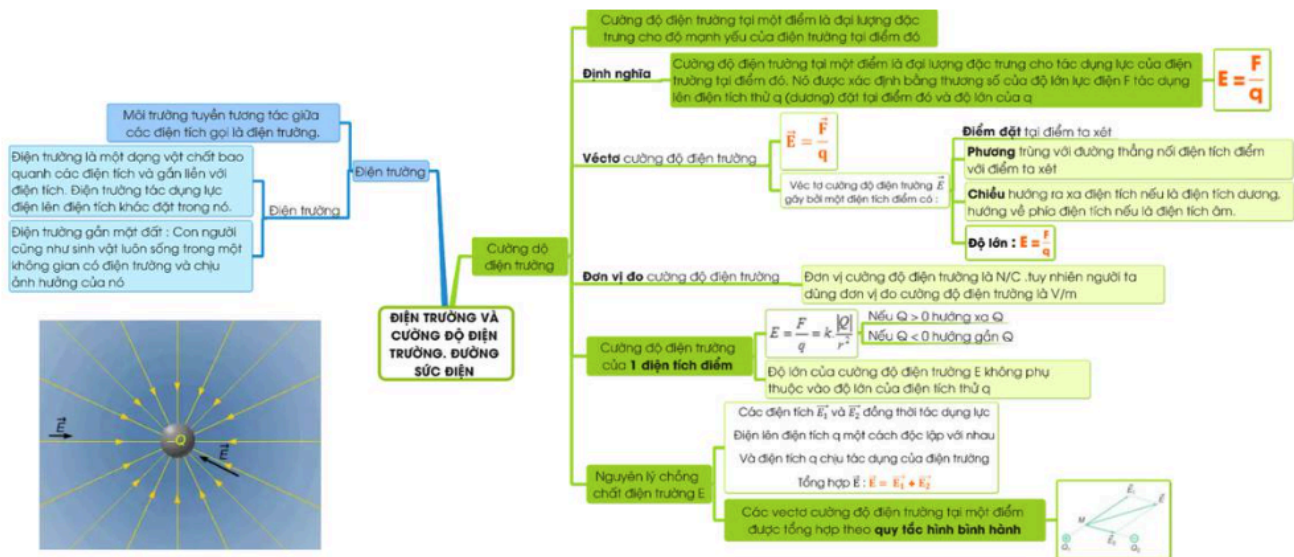 Môi trường tuyền tương tác giữa
các điện tích gọi là điện trường.
Điện trường là một dạng vật chất bao
quanh các điện tích và gắn liền với
điện tích. Điện trường tác dụng lực
điện lên điện tích khác đặt trong nó.
Điện trường gần mặt đất : Con người
cũng như sinh vật luôn sống trong một
không gian có điện trường và chịu
ảnh hưởng của nó
Điện trường
Điện trường
ĐIỆN TRƯỜNG VÀ
CƯỜNG ĐỘ ĐIỆN
TRƯỜNG. ĐƯỜNG
SỨC ĐIỆN
E⃗
-Q
E⃗
Cường độ
điện trường
Cường độ điện trường tại một điểm là đại lượng đặc
trưng cho độ mạnh yếu của điện trường tại điểm đó
Định nghĩa
Cường độ điện trường tại một điểm là đại lượng đặc trưng cho tác dụng lực của điện
trường tại điểm đó. Nó được xác định bằng thương số của độ lớn lực điện F tác dụng
lên điện tích thử q (dương) đặt tại điểm đó và độ lớn của q
E = F/q
Véctơ cường độ điện trường
E⃗ = F⃗/q
Véc tơ cường độ điện trường E⃗
gây bởi một điện tích điểm có :
Điểm đặt tại điểm ta xét
Phương trùng với đường thẳng nối điện tích điểm
với điểm ta xét
Chiều hướng ra xa điện tích nếu là điện tích dương,
hướng về phía điện tích nếu là điện tích âm.
Độ lớn : E = F/q
Đơn vị đo cường độ điện trường
Đơn vị cường độ điện trường là N/C .tuy nhiên người ta
dùng đơn vị đo cường độ điện trường là V/m
Cường độ điện trường
của 1 điện tích điểm
E = F/q = k |Q|/r²
Nếu Q > 0 hướng xa Q
Nếu Q < 0 hướng gần Q
Độ lớn của cường độ điện trường E không phụ
thuộc vào độ lớn của điện tích thử q
Nguyên lý chồng
chất điện trường E
Các điện tích E₁⃗ và E₂⃗ đồng thời tác dụng lực
Điện lên điện tích q một cách độc lập với nhau
Và điện tích q chịu tác dụng của điện trường
Tổng hợp E⃗ : E⃗ = E₁⃗ + E₂⃗
Các vectơ cường độ điện trường tại một điểm
được tổng hợp theo quy tắc hình bình hành
E₁
E⃗
M
E₂
Q₁
Q₂